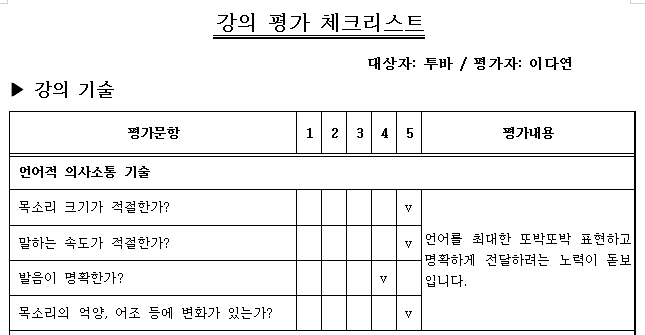 강의 평가 체크리스트
대상자: 투바 / 평가자: 이다연
▶ 강의 기술
평가문항 1 2 3 4 5 평가내용
언어적 의사소통 기술
목소리 크기가 적절한가? v
말하는 속도가 적절한가? v
발음이 명확한가? v
목소리의 억양, 어조 등에 변화가 있는가? v
언어를 최대한 또박또박 표현하고
명확하게 전달하려는 노력이 돋보
입니다.